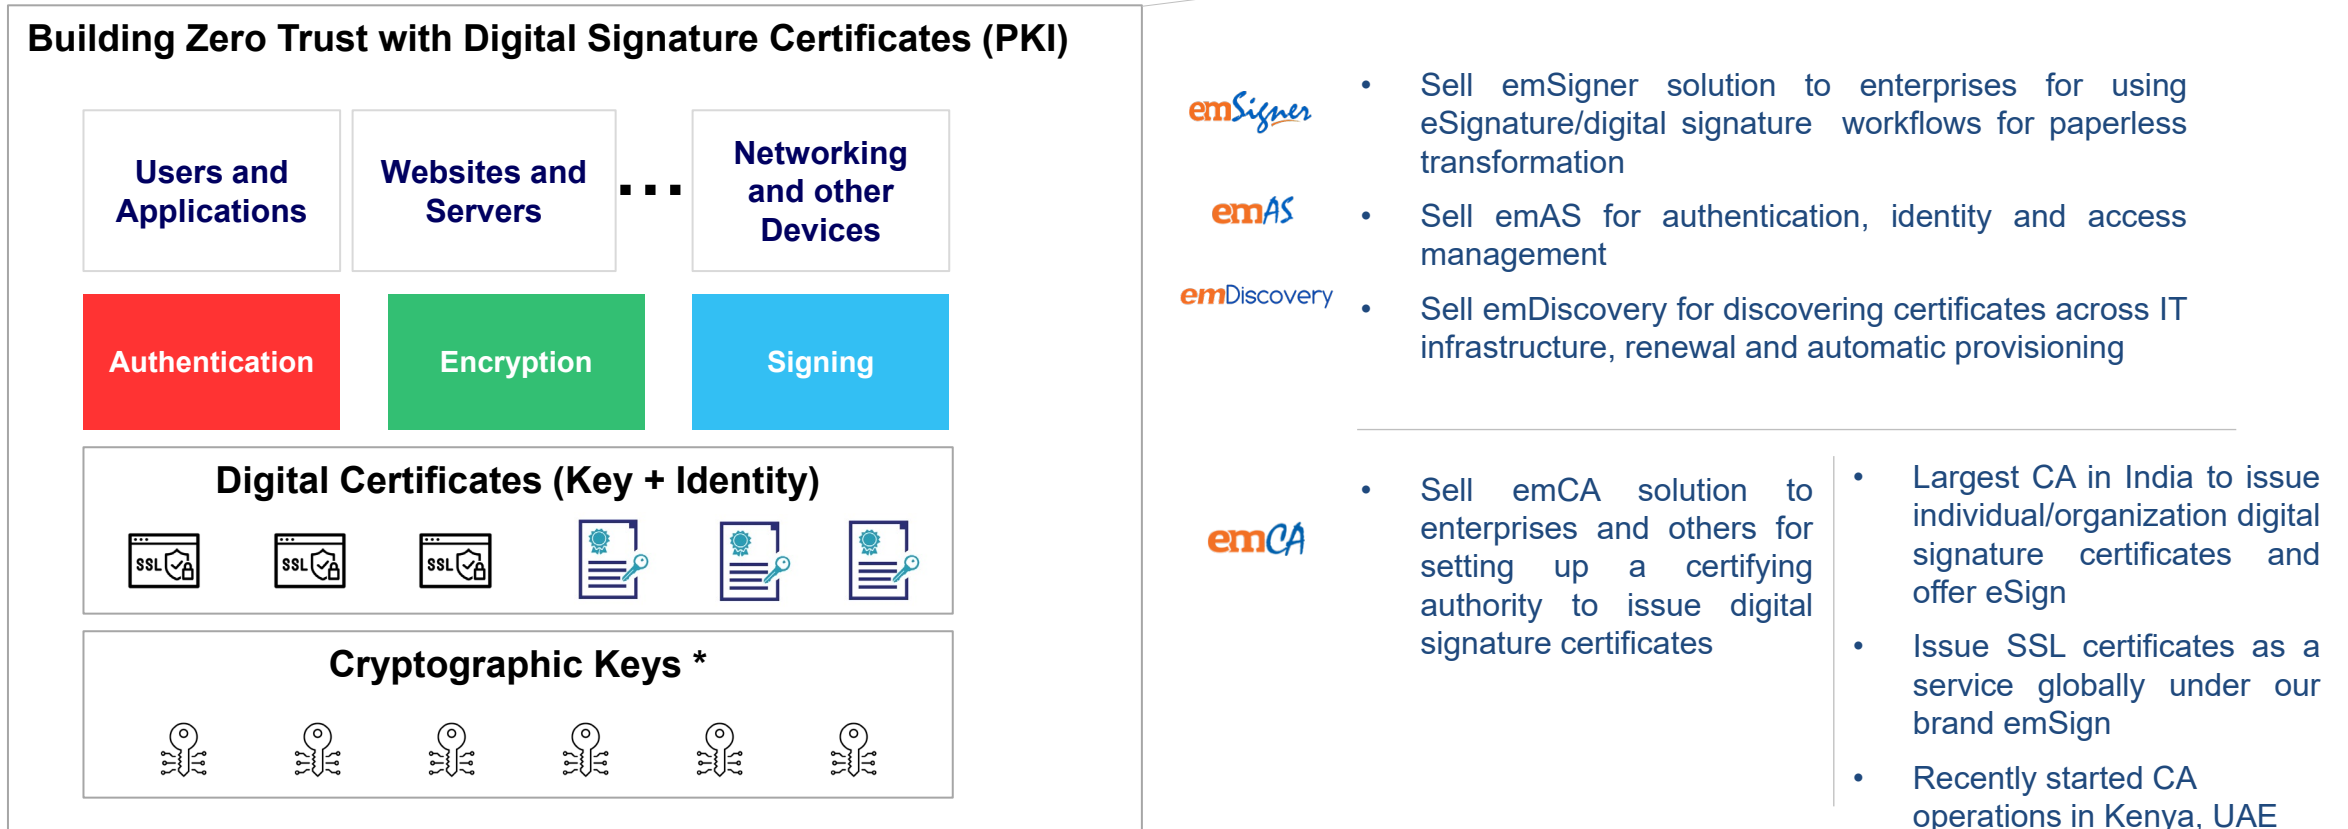 Building Zero Trust with Digital Signature Certificates (PKI)
Users and
Applications
Websites and
Servers
...
Networking
and other
Devices
Authentication
Encryption
Signing
Digital Certificates (Key + Identity)
SSL
SSL
SSL
Cryptographic Keys *
emSigner
• Sell emSigner solution to enterprises for using
eSignature/digital signature workflows for paperless
transformation
emAS
• Sell emAS for authentication, identity and access
management
emDiscovery
• Sell emDiscovery for discovering certificates across IT
infrastructure, renewal and automatic provisioning
emCA
• Sell emCA solution to
enterprises and others for
setting up a certifying
authority to issue digital
signature certificates
• Largest CA in India to issue
individual/organization digital
signature certificates and
offer eSign
• Issue SSL certificates as a
service globally under our
brand emSign
• Recently started CA
operations in Kenya, UAE